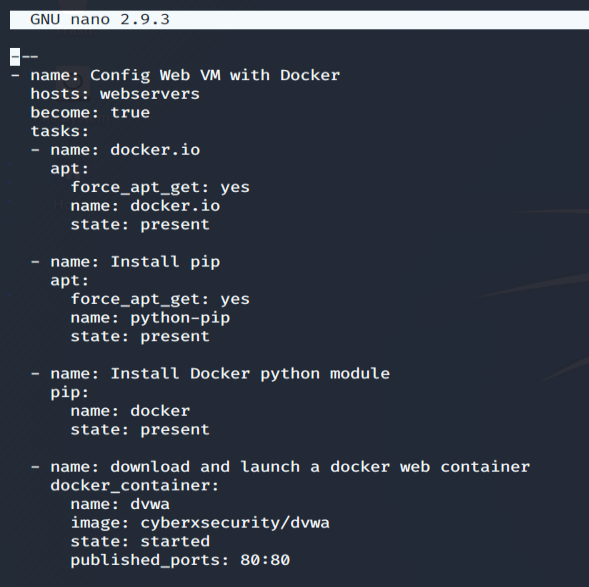 GNU nano 2.9.3
---
- name: Config Web VM with Docker
  hosts: webservers
  become: true
  tasks:
  - name: docker.io
    apt:
      force_apt_get: yes
      name: docker.io
      state: present

  - name: Install pip
    apt:
      force_apt_get: yes
      name: python-pip
      state: present

  - name: Install Docker python module
    pip:
      name: docker
      state: present

  - name: download and launch a docker web container
    docker_container:
      name: dvwa
      image: cyberxsecurity/dvwa
      state: started
      published_ports: 80:80